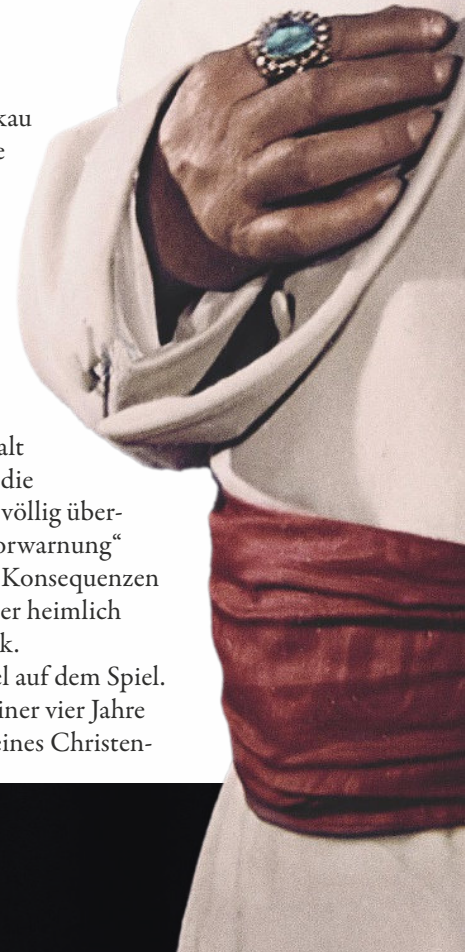 kau
e
alt
die
völlig über-
orwarnung“
Konsequenzen
er heimlich
k.
el auf dem Spiel.
iner vier Jahre
eines Christen-